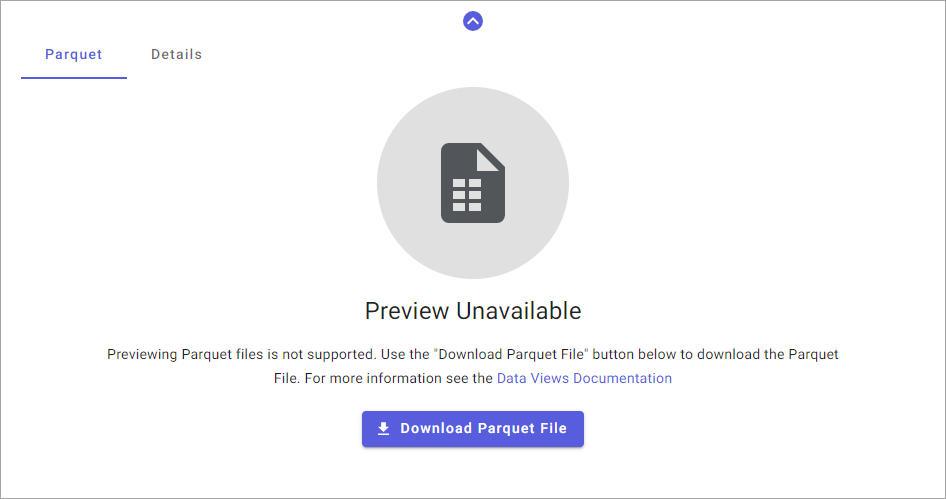 Parquet Details
Preview Unavailable
Previewing Parquet files is not supported. Use the "Download Parquet File" button below to download the Parquet
File. For more information see the Data Views Documentation
Download Parquet File